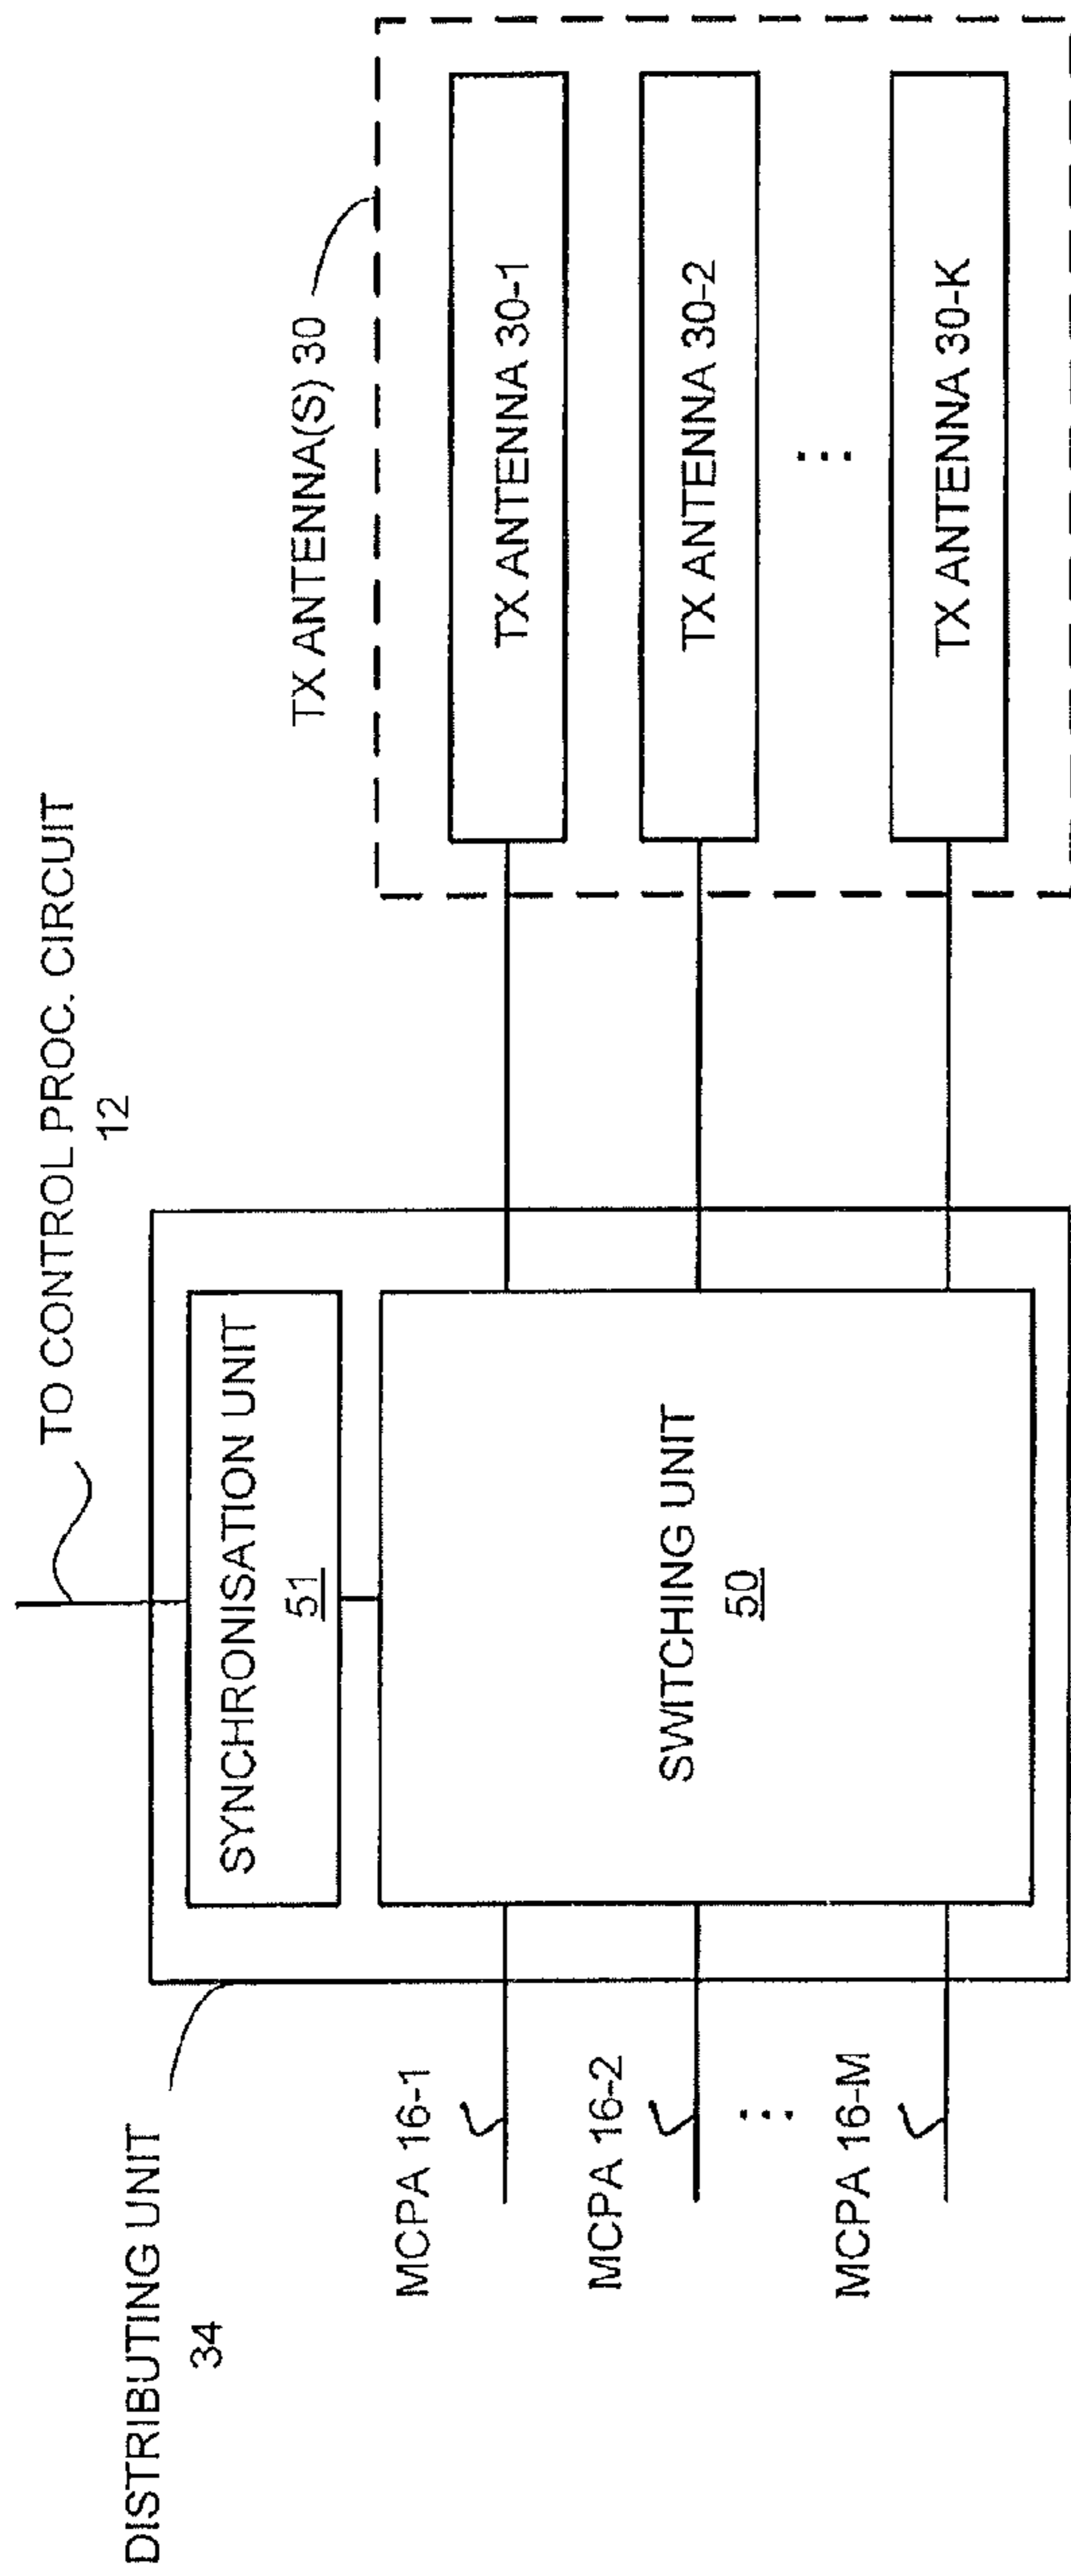 DISTRIBUTING UNIT
34
TO CONTROL PROC. CIRCUIT
12
TX ANTENNA(S) 30
SYNCHRONISATION UNIT
51
SWITCHING UNIT
50
MCPA 16-1
MCPA 16-2
...
MCPA 16-M
TX ANTENNA 30-1
TX ANTENNA 30-2
...
TX ANTENNA 30-K